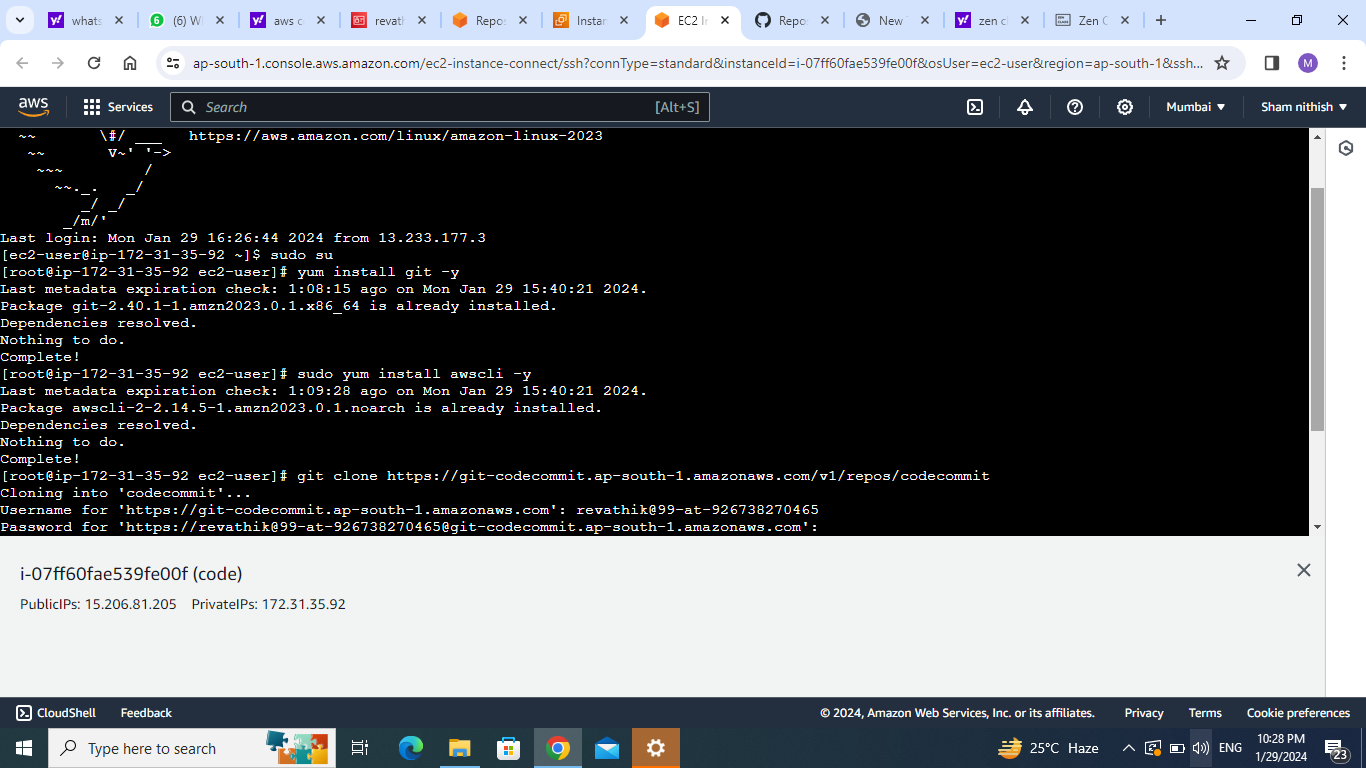 whats
(6) W
aws c
revath
Repos
Instan
EC2 In
Repo
New
zen cl
Zen C
ap-south-1.console.aws.amazon.com/ec2-instance-connect/ssh?connType=standard&instanceId=i-07ff60fae539fe00f&osUser=ec2-user&region=ap-south-1&ssh...
M
aws
Services
Search
[Alt+S]
Mumbai
Sham nithish
~~ \#/ ___ https://aws.amazon.com/linux/amazon-linux-2023
~~ V~' '->
~~~ /
~~._. _/
_/ _/
_/m/'
Last login: Mon Jan 29 16:26:44 2024 from 13.233.177.3
[ec2-user@ip-172-31-35-92 ~]$ sudo su
[root@ip-172-31-35-92 ec2-user]# yum install git -y
Last metadata expiration check: 1:08:15 ago on Mon Jan 29 15:40:21 2024.
Package git-2.40.1-1.amzn2023.0.1.x86_64 is already installed.
Dependencies resolved.
Nothing to do.
Complete!
[root@ip-172-31-35-92 ec2-user]# sudo yum install awscli -y
Last metadata expiration check: 1:09:28 ago on Mon Jan 29 15:40:21 2024.
Package awscli-2-2.14.5-1.amzn2023.0.1.noarch is already installed.
Dependencies resolved.
Nothing to do.
Complete!
[root@ip-172-31-35-92 ec2-user]# git clone https://git-codecommit.ap-south-1.amazonaws.com/v1/repos/codecommit
Cloning into 'codecommit'...
Username for 'https://git-codecommit.ap-south-1.amazonaws.com': revathik@99-at-926738270465
Password for 'https://revathik@99-at-926738270465@git-codecommit.ap-south-1.amazonaws.com':
i-07ff60fae539fe00f (code)
PublicIPs: 15.206.81.205 PrivateIPs: 172.31.35.92
CloudShell
Feedback
© 2024, Amazon Web Services, Inc. or its affiliates.
Privacy
Terms
Cookie preferences
Type here to search
25°C Haze
ENG
10:28 PM
1/29/2024
23